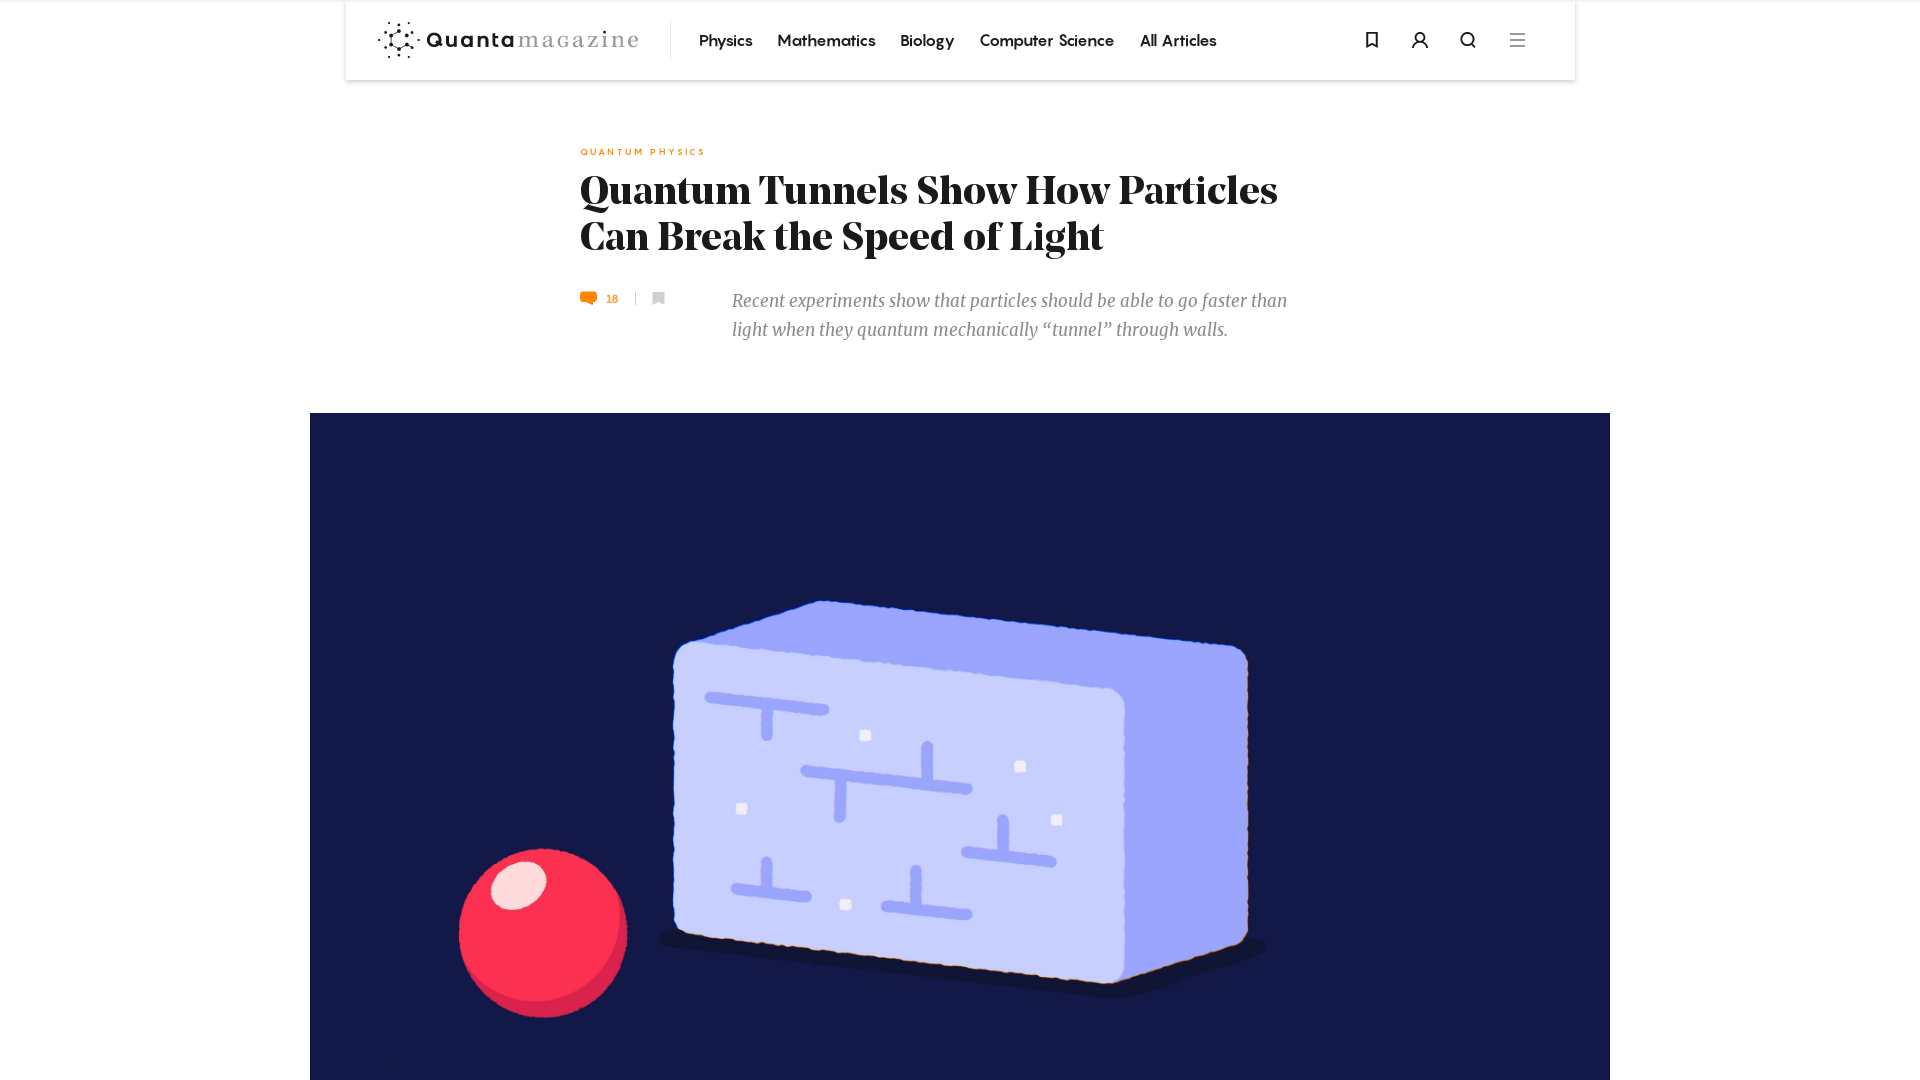 Quantamagazine
Physics Mathematics Biology Computer Science All Articles
QUANTUM PHYSICS
Quantum Tunnels Show How Particles
Can Break the Speed of Light
18
Recent experiments show that particles should be able to go faster than
light when they quantum mechanically “tunnel” through walls.